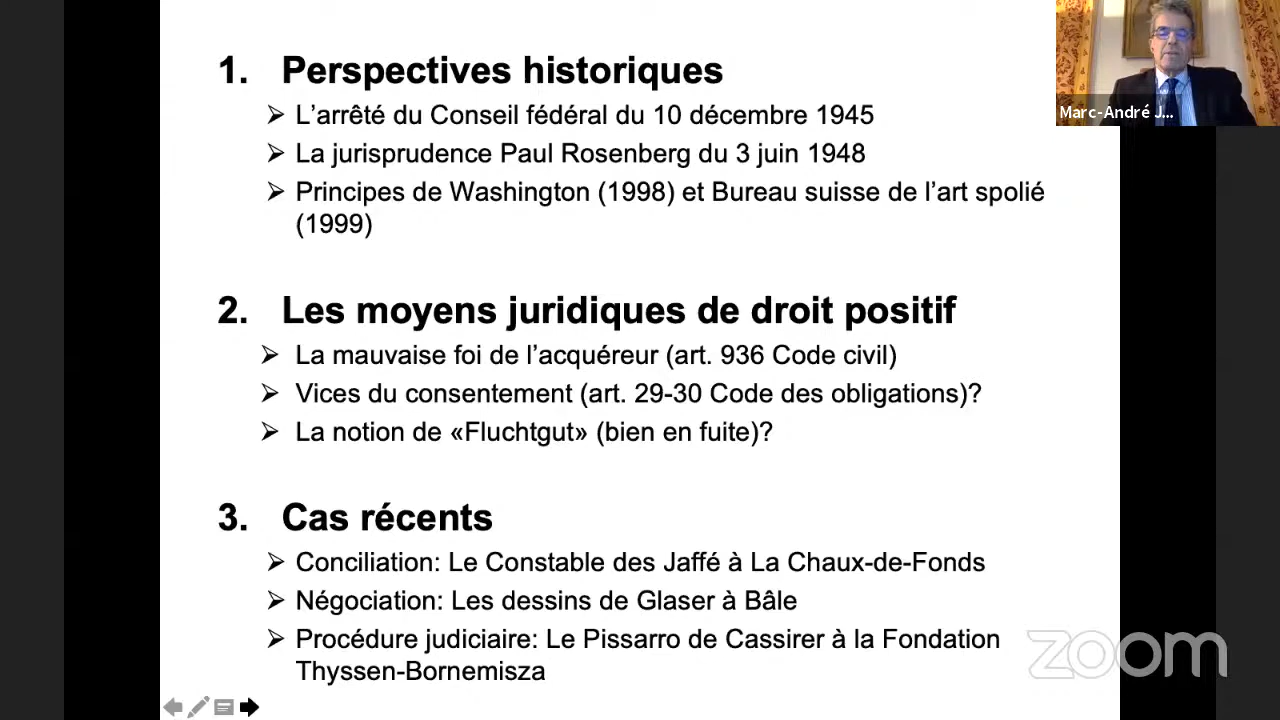 1. Perspectives historiques
➢ L’arrêté du Conseil fédéral du 10 décembre 1945
➢ La jurisprudence Paul Rosenberg du 3 juin 1948
➢ Principes de Washington (1998) et Bureau suisse de l’art spolié
(1999)
2. Les moyens juridiques de droit positif
➢ La mauvaise foi de l’acquéreur (art. 936 Code civil)
➢ Vices du consentement (art. 29-30 Code des obligations)?
➢ La notion de «Fluchtgut» (bien en fuite)?
3. Cas récents
➢ Conciliation: Le Constable des Jaffé à La Chaux-de-Fonds
➢ Négociation: Les dessins de Glaser à Bâle
➢ Procédure judiciaire: Le Pissarro de Cassirer à la Fondation
Thyssen-Bornemisza
Marc-André J...
zoom